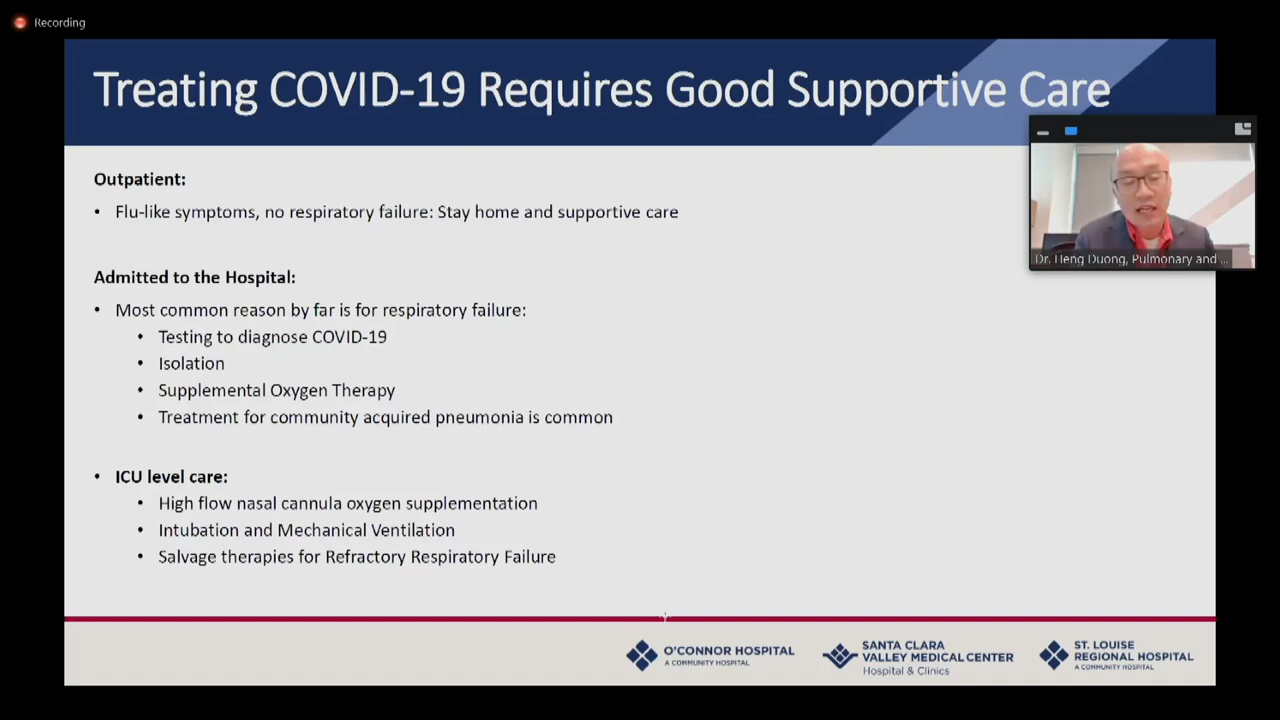 Recording
Treating COVID-19 Requires Good Supportive Care
Outpatient:
• Flu-like symptoms, no respiratory failure: Stay home and supportive care
Dr. Heng Duong, Pulmonary and ...
Admitted to the Hospital:
• Most common reason by far is for respiratory failure:
• Testing to diagnose COVID-19
• Isolation
• Supplemental Oxygen Therapy
• Treatment for community acquired pneumonia is common
• ICU level care:
• High flow nasal cannula oxygen supplementation
• Intubation and Mechanical Ventilation
• Salvage therapies for Refractory Respiratory Failure
O'CONNOR HOSPITAL
A COMMUNITY HOSPITAL
SANTA CLARA
VALLEY MEDICAL CENTER
Hospital & Clinics
ST. LOUISE
REGIONAL HOSPITAL
A COMMUNITY HOSPITAL